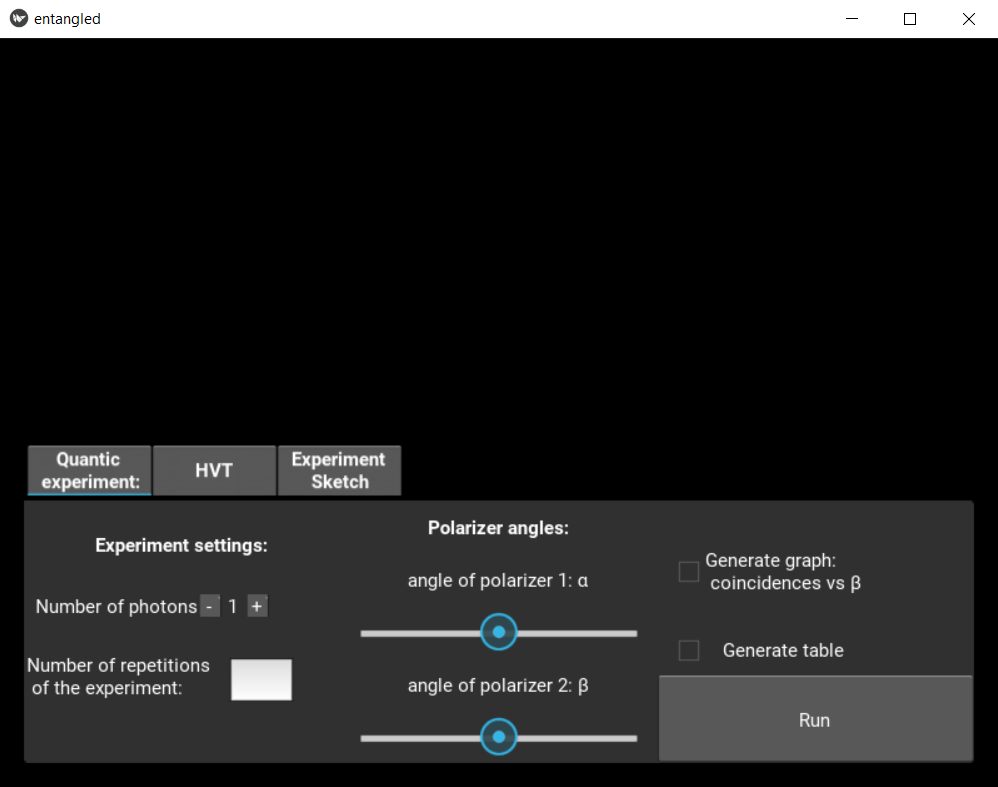 entangled
Quantic
experiment:
HVT
Experiment
Sketch
Experiment settings:
Number of photons - 1 +
Number of repetitions
of the experiment:
Polarizer angles:
angle of polarizer 1: α
angle of polarizer 2: β
Generate graph:
coincidences vs β
Generate table
Run